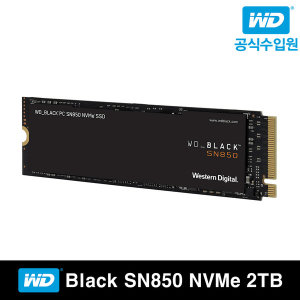 WD
공식수입원
WD_BLACK PC SN850 NVMe SSD
WD_BLACK
SN850
Western Digital
WD Black SN850 NVMe 2TB